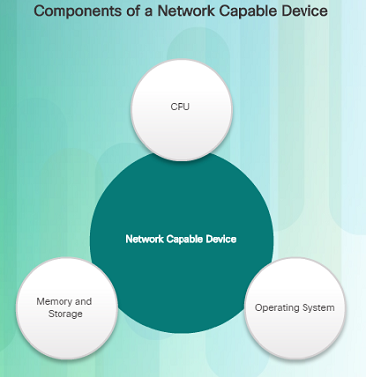 Components of a Network Capable Device
CPU
Network Capable Device
Memory and
Storage
Operating System